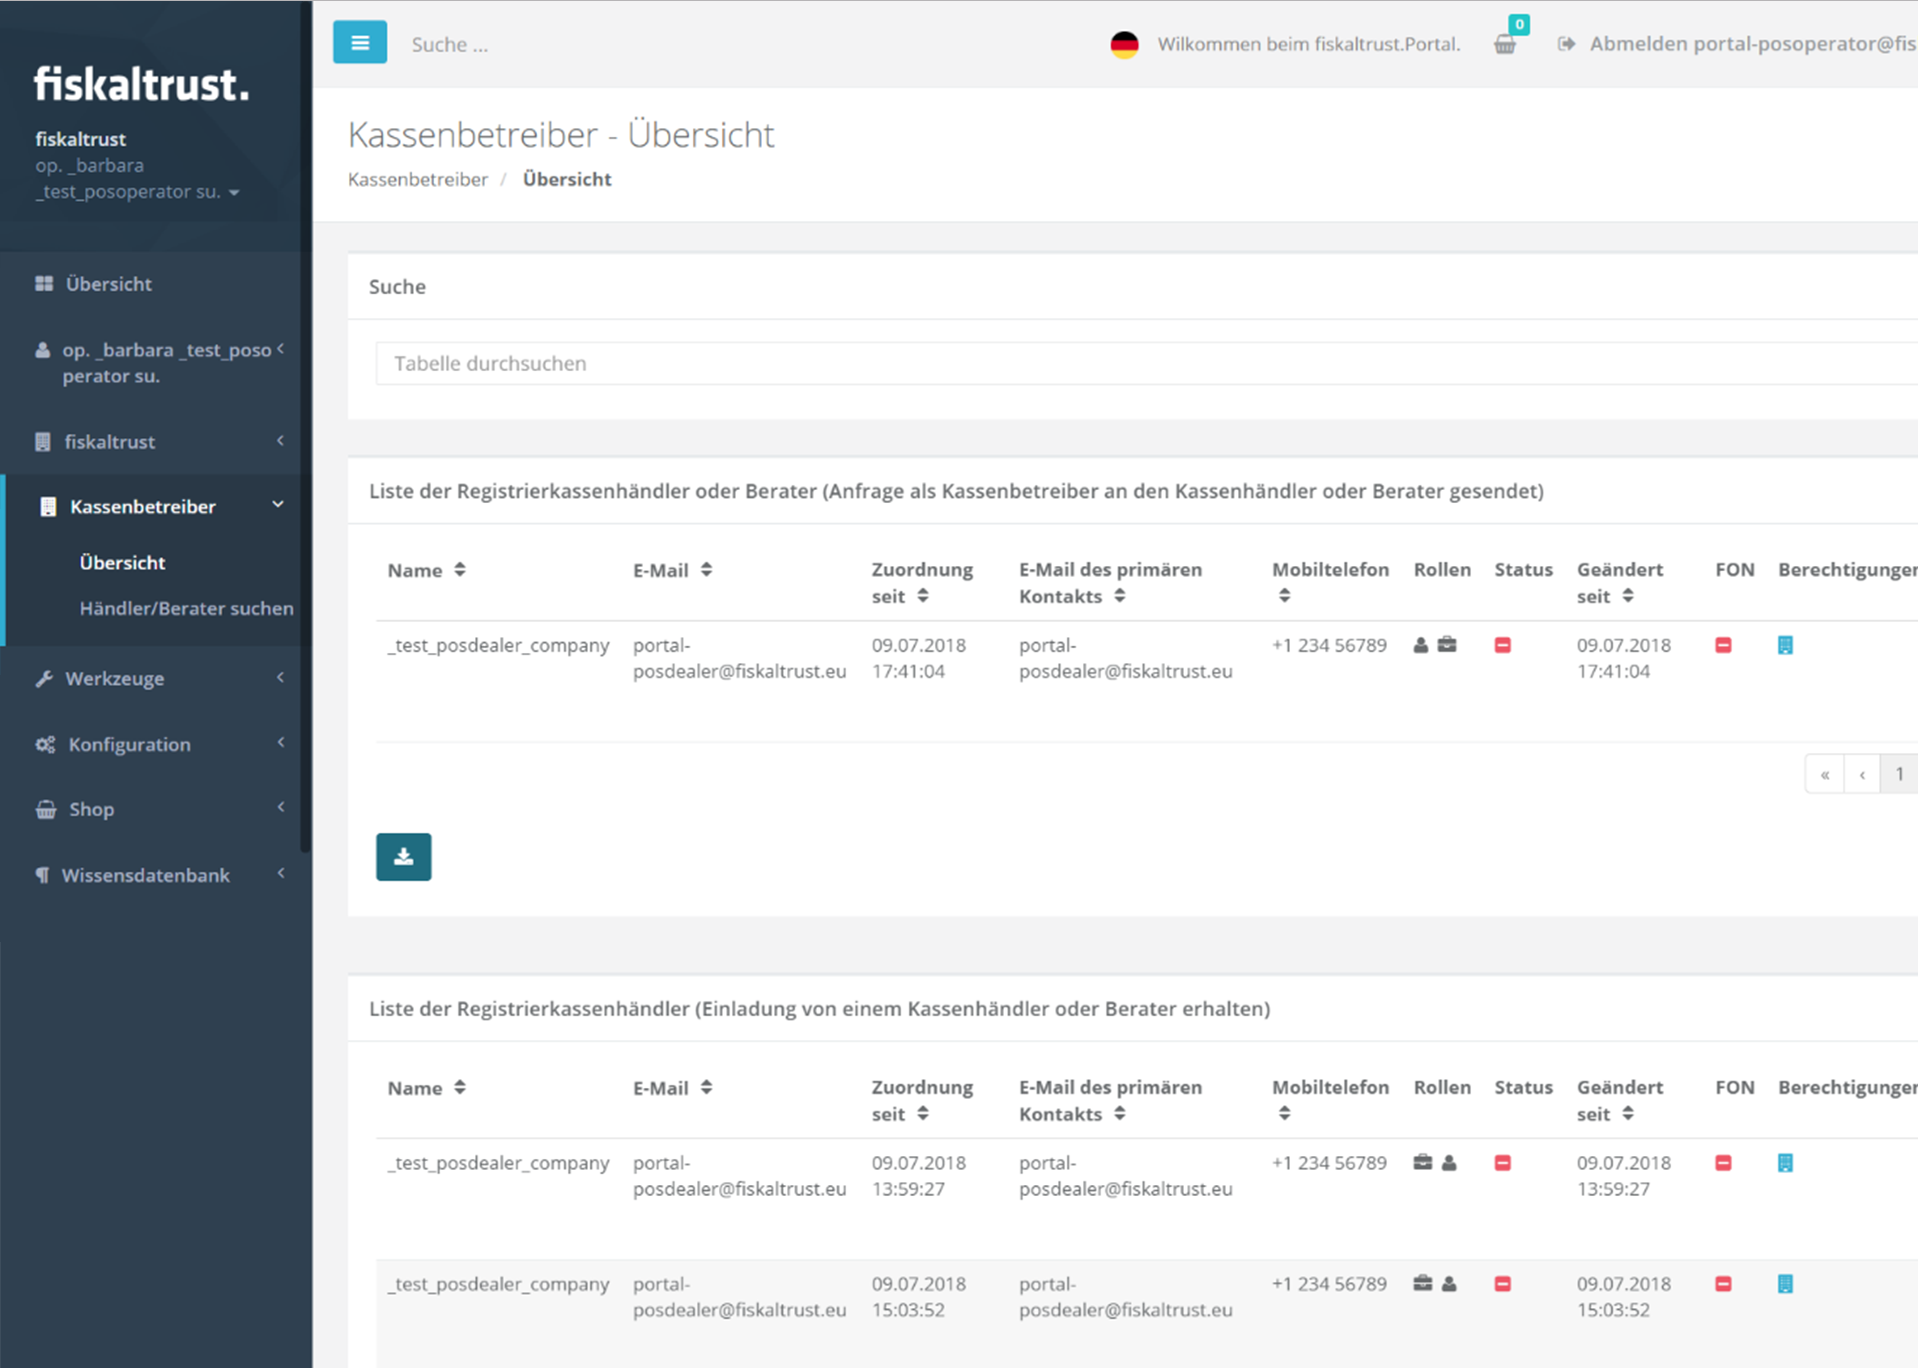 fiskaltrust.
fiskaltrust
op. _barbara
_test_posoperator su.
Übersicht
op. _barbara _test_poso
perator su.
fiskaltrust
Kassenbetreiber
Übersicht
Händler/Berater suchen
Werkzeuge
Konfiguration
Shop
Wissensdatenbank
Suche ...
Wilkommen beim fiskaltrust.Portal.
0
Abmelden portal-posoperator@fis
Kassenbetreiber - Übersicht
Kassenbetreiber / Übersicht
Suche
Tabelle durchsuchen
Liste der Registrierkassenhändler oder Berater (Anfrage als Kassenbetreiber an den Kassenhändler oder Berater gesendet)
Name E-Mail Zuordnung E-Mail des primären Mobiltelefon Rollen Status Geändert FON Berechtigungen
seit Kontakts seit
_test_posdealer_company portal- 09.07.2018 portal- +1 234 56789 09.07.2018
posdealer@fiskaltrust.eu 17:41:04 posdealer@fiskaltrust.eu 17:41:04
« ‹ 1
Liste der Registrierkassenhändler (Einladung von einem Kassenhändler oder Berater erhalten)
Name E-Mail Zuordnung E-Mail des primären Mobiltelefon Rollen Status Geändert FON Berechtigungen
seit Kontakts seit
_test_posdealer_company portal- 09.07.2018 portal- +1 234 56789 09.07.2018
posdealer@fiskaltrust.eu 13:59:27 posdealer@fiskaltrust.eu 13:59:27
_test_posdealer_company portal- 09.07.2018 portal- +1 234 56789 09.07.2018
posdealer@fiskaltrust.eu 15:03:52 posdealer@fiskaltrust.eu 15:03:52